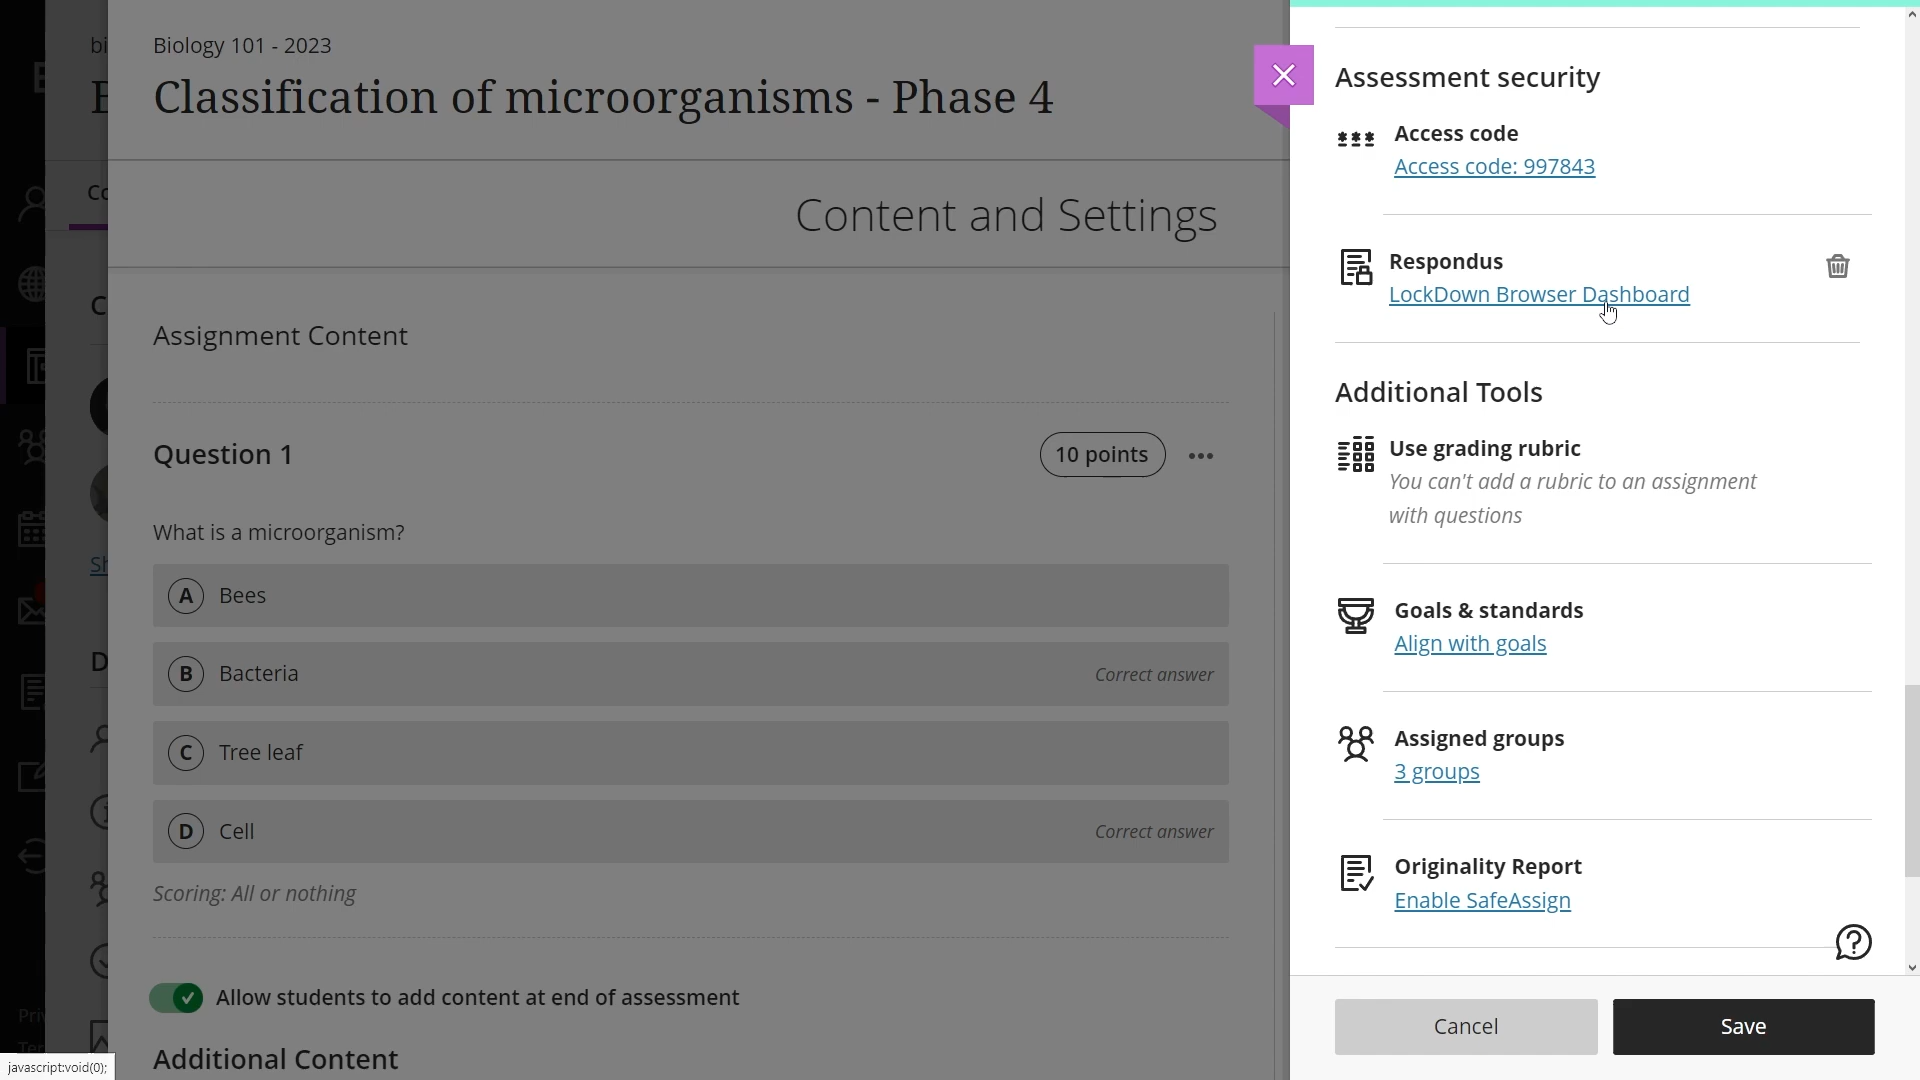 Biology 101 - 2023
Classification of microorganisms - Phase 4
Content and Settings
Assignment Content
Question 1
10 points
What is a microorganism?
A Bees
B Bacteria
Correct answer
C Tree leaf
D Cell
Correct answer
Scoring: All or nothing
Allow students to add content at end of assessment
Additional Content
javascript:void(0);
Assessment security
Access code
Access code: 997843
Respondus
LockDown Browser Dashboard
Additional Tools
Use grading rubric
You can't add a rubric to an assignment
with questions
Goals & standards
Align with goals
Assigned groups
3 groups
Originality Report
Enable SafeAssign
Cancel
Save